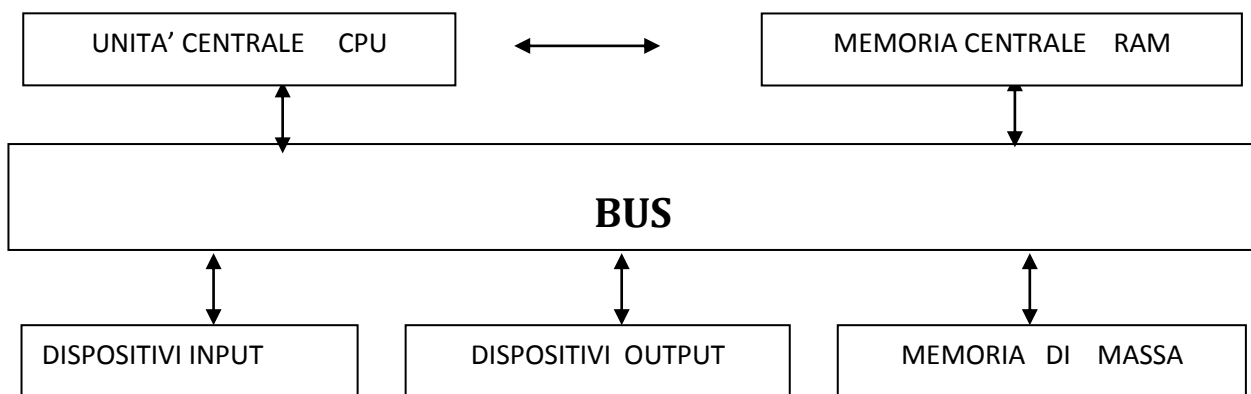 UNITA’ CENTRALE CPU
MEMORIA CENTRALE RAM
BUS
DISPOSITIVI INPUT
DISPOSITIVI OUTPUT
MEMORIA DI MASSA